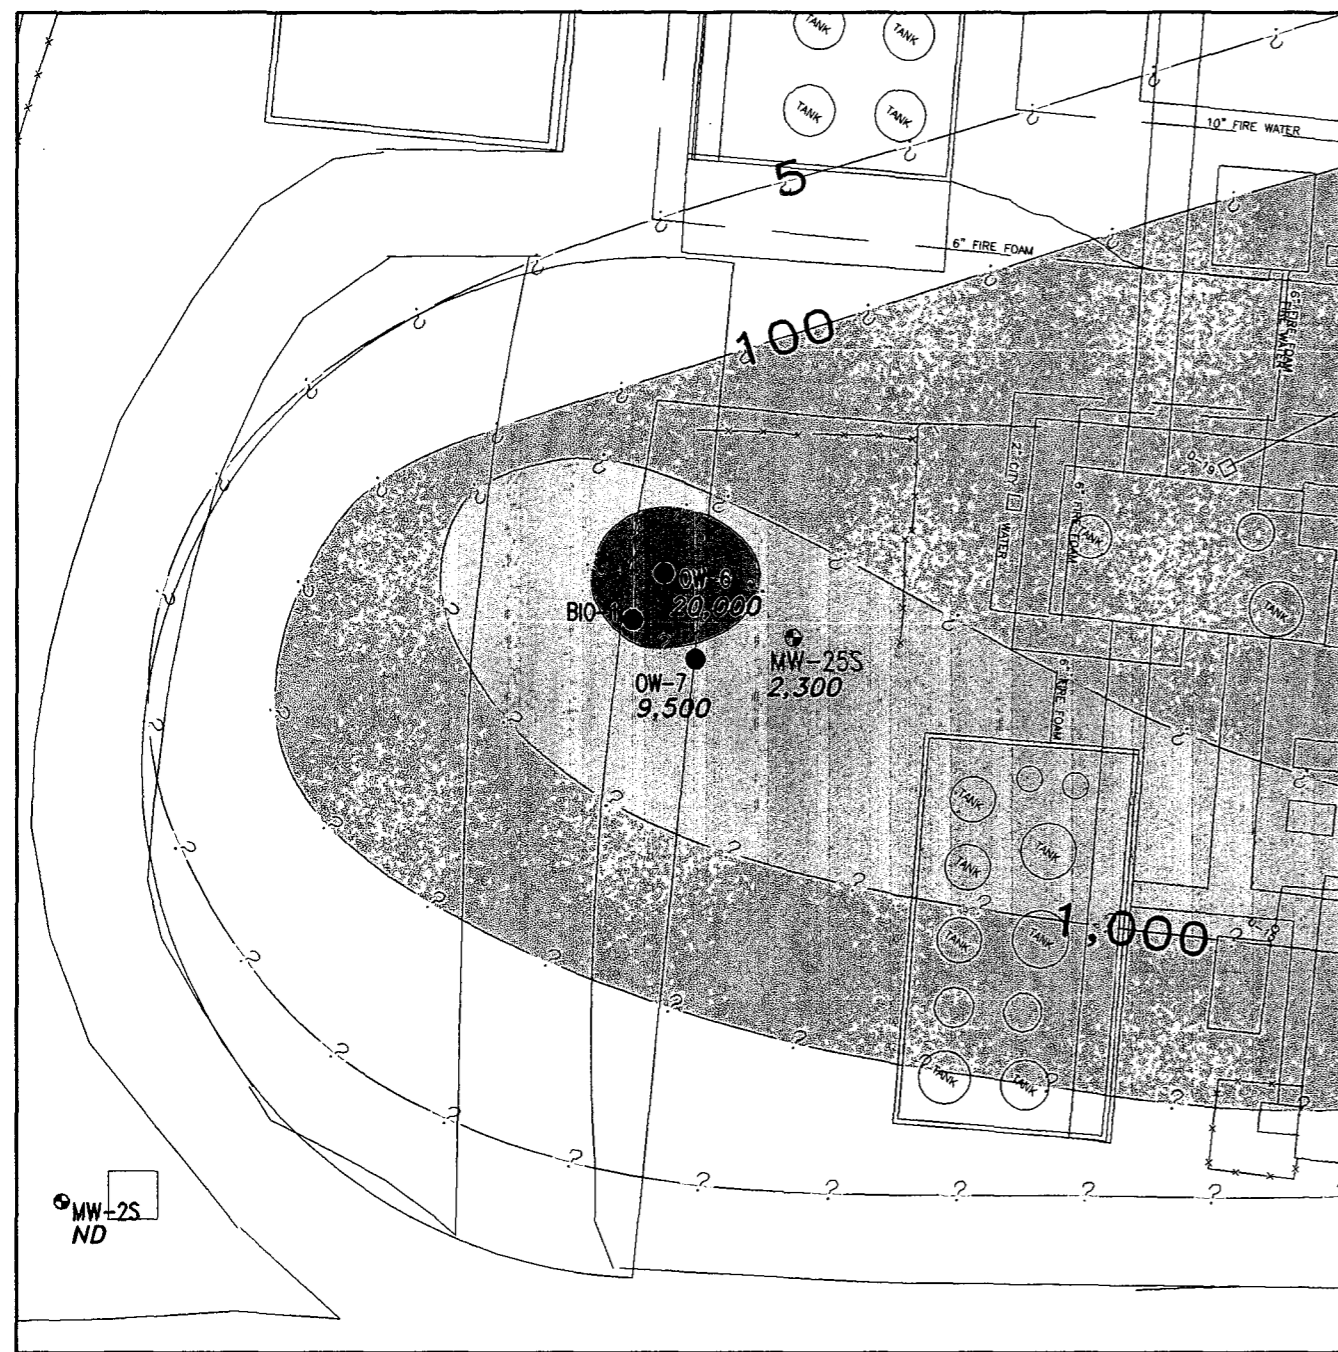 TANK
TANK
TANK
TANK
10" FIRE WATER
5
6" FIRE FOAM
6" FIRE FOAM
FIRE WATER
100
2" CITY WATER
6" FIRE FOAM
TANK
TANK
OW-6
20,000
BIO-1
MW-25S
2,300
OW-7
9,500
6" FIRE FOAM
TANK
TANK
TANK
TANK
TANK
1,000
TANK
TANK
MW-2S
ND